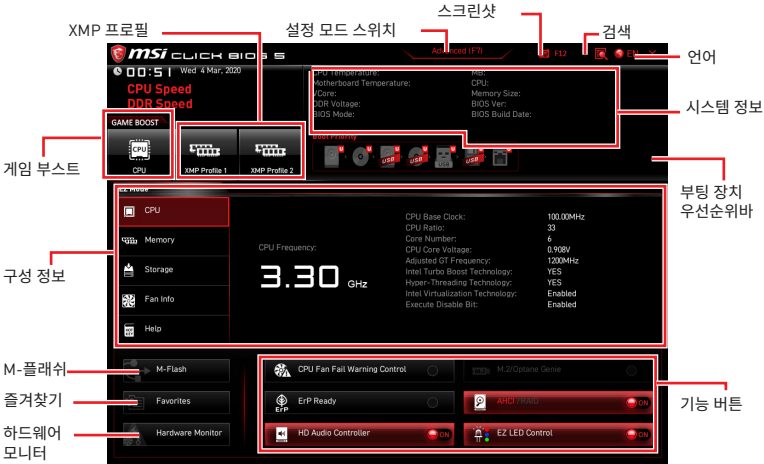 스크린샷
XMP 프로필
설정 모드 스위치
검색
언어
시스템 정보
게임 부스트
부팅 장치
우선순위바
구성 정보
M-플래쉬
즐겨찾기
하드웨어
모니터
기능 버튼
msi CLICK BIOS 5
Advanced (F7)
F12
EN
X
00:51 Wed 4 Mar, 2020
CPU Speed
DDR Speed
GAME BOOST
CPU
CPU
XMP Profile 1
XMP Profile 2
CPU Temperature:
Motherboard Temperature:
VCore:
DDR Voltage:
BIOS Mode:
MB:
CPU:
Memory Size:
BIOS Ver:
BIOS Build Date:
Boot Priority
U U U U U U U
USB USB USB USB
EZ Mode
CPU
Memory
Storage
Fan Info
HOT KEY
Help
CPU Frequency:
3.30 GHz
CPU Base Clock: 100.00MHz
CPU Ratio: 33
Core Number: 6
CPU Core Voltage: 0.908V
Adjusted GT Frequency: 1200MHz
Intel Turbo Boost Technology: YES
Hyper-Threading Technology: YES
Intel Virtualization Technology: Enabled
Execute Disable Bit: Enabled
M-Flash
Favorites
Hardware Monitor
CPU Fan Fail Warning Control
M.2/Optane Genie
ErP
ErP Ready
AHCI /RAID
ON
HD Audio Controller
ON
EZ LED Control
ON